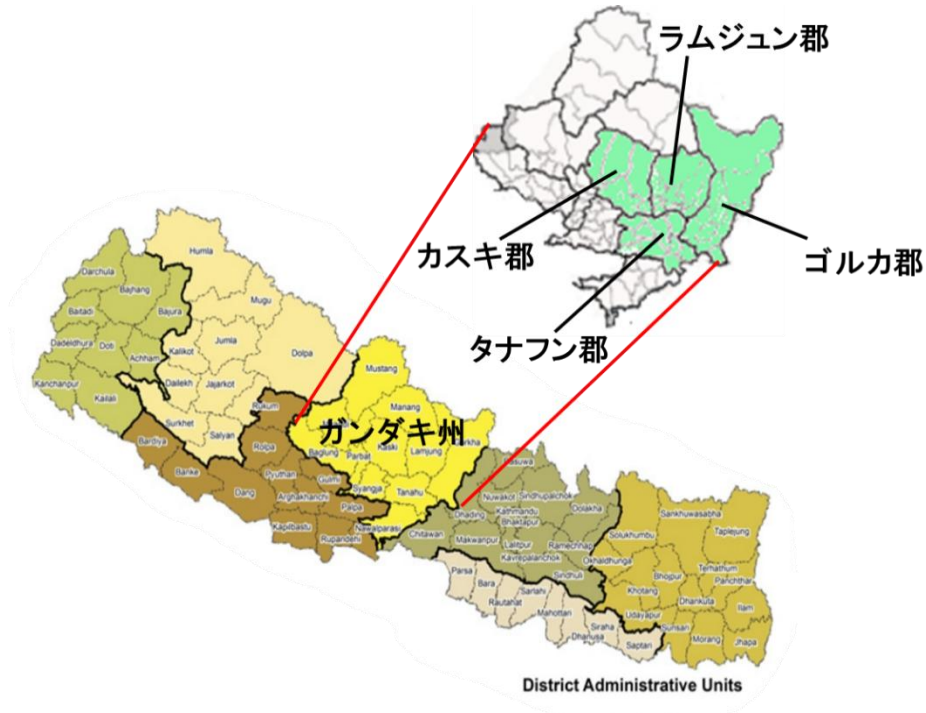 ラムジュン郡
カスキ郡
ゴルカ郡
タナフン郡
Humla
Darchula
Bajhang
Mugu
Baitadi
Bajura
Jumla
Dadeldhura
Doti
Kalikot
Dolpa
Achham
Mustang
Kanchanpur
Dailekh
Jajarkot
Kailali
Rukum
Manang
Surkhet
Salyan
ガンダキ州
Bardiya
Rolpa
Baglung
Parbat
Kaski
Lamjung
Banke
Pyuthan
Gulmi
Syangja
Tanahu
Dang
Arghakhanchi
Palpa
Nuwakot
Sindhupalchok
Dolakha
Sankhuwasabha
Taplejung
Kapilbastu
Nawalparasi
Dhading
Kathmandu
Bhaktapur
Rupandehi
Chitawan
Makwanpur
Lalitpur
Ramechhap
Solukhumbu
Kavrepalanchok
Okhaldhunga
Terhathum
Panchthar
Parsa
Bara
Sindhuli
Khotang
Bhojpur
Rautahat
Sarlahi
Dhankuta
Ilam
Mahottari
Udayapur
Siraha
Dhanusa
Sunsari
Morang
Jhapa
Saptari
District Administrative Units